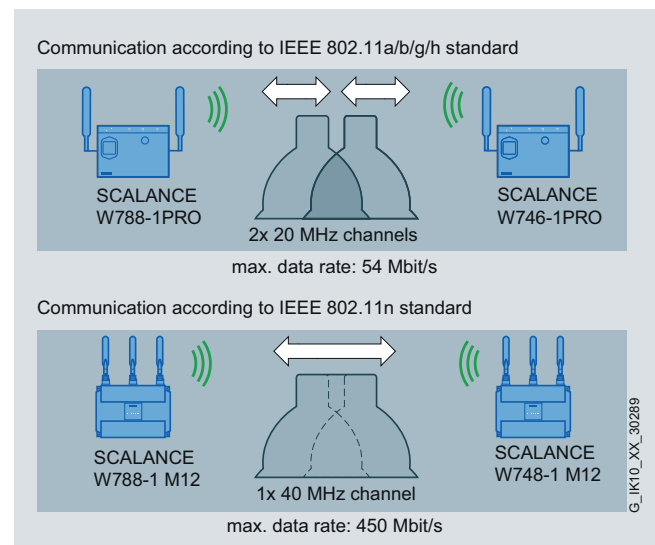 Communication according to IEEE 802.11a/b/g/h standard
SCALANCE
W788-1PRO
2x 20 MHz channels
SCALANCE
W746-1PRO
max. data rate: 54 Mbit/s
Communication according to IEEE 802.11n standard
SCALANCE
W788-1 M12
1x 40 MHz channel
SCALANCE
W748-1 M12
max. data rate: 450 Mbit/s
G_IK10_XX_30289